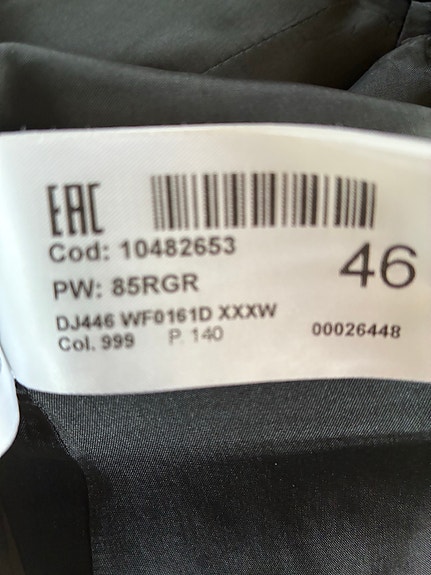 EAC
Cod: 10482653
46
PW: 85RGR
DJ446 WF0161D XXXW
Col. 999 P. 140 00026448